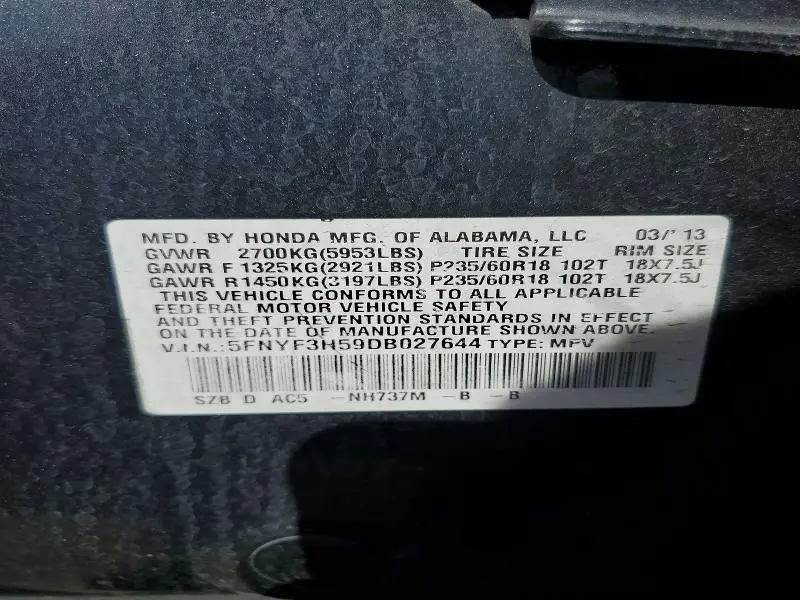 MFD. BY HONDA MFG. OF ALABAMA, LLC 03/'13
GVWR 2700KG(5953LBS) TIRE SIZE RIM SIZE
GAWR F 1325KG(2921LBS) P235/60R18 102T 18X7.5J
GAWR R1450KG(3197LBS) P235/60R18 102T 18X7.5J
THIS VEHICLE CONFORMS TO ALL APPLICABLE
FEDERAL MOTOR VEHICLE SAFETY
AND THEFT PREVENTION STANDARDS IN EFFECT
ON THE DATE OF MANUFACTURE SHOWN ABOVE.
V.I.N.:5FNYF3H59DB027644 TYPE: MPV
SZB D AC5 -NH737M -B -B